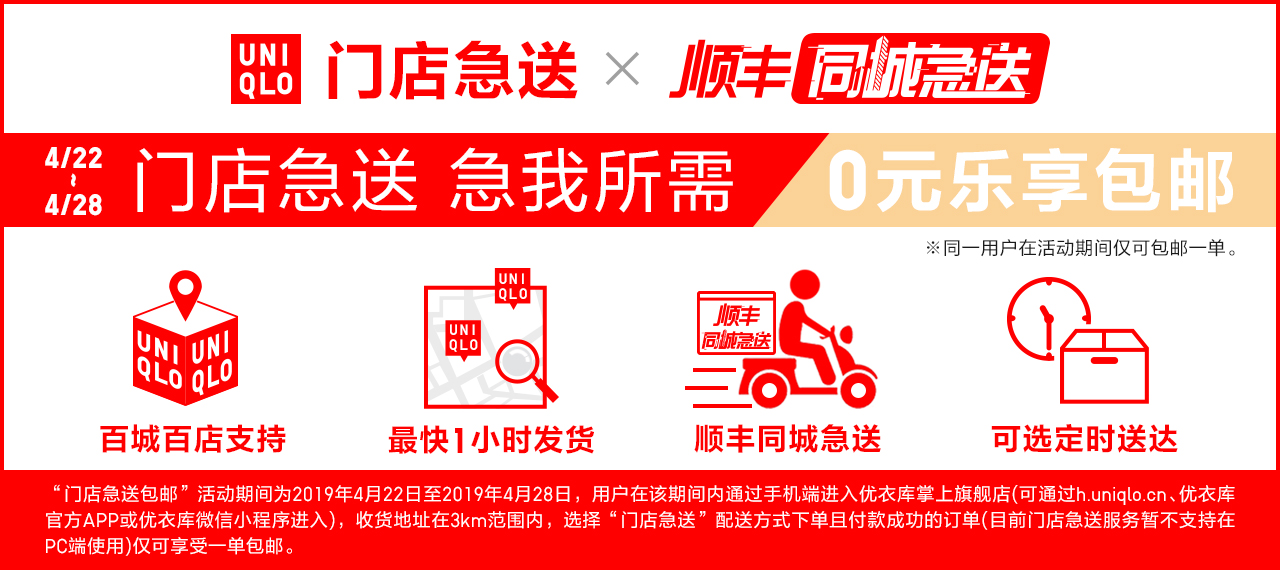 UNI
QLO
门店急送 × 顺丰 同城急送
4/22
~
4/28
门店急送 急我所需
0元乐享包邮
※同一用户在活动期间仅可包邮一单。
UNI
QLO
UNI
QLO
UNI
QLO
UNI
QLO
顺丰
同城急送
百城百店支持
最快1小时发货
顺丰同城急送
可选定时送达
“门店急送包邮”活动期间为2019年4月22日至2019年4月28日，用户在该期间内通过手机端进入优衣库掌上旗舰店(可通过h.uniqlo.cn、优衣库
官方APP或优衣库微信小程序进入)，收货地址在3km范围内，选择“门店急送”配送方式下单且付款成功的订单(目前门店急送服务暂不支持在
PC端使用)仅可享受一单包邮。